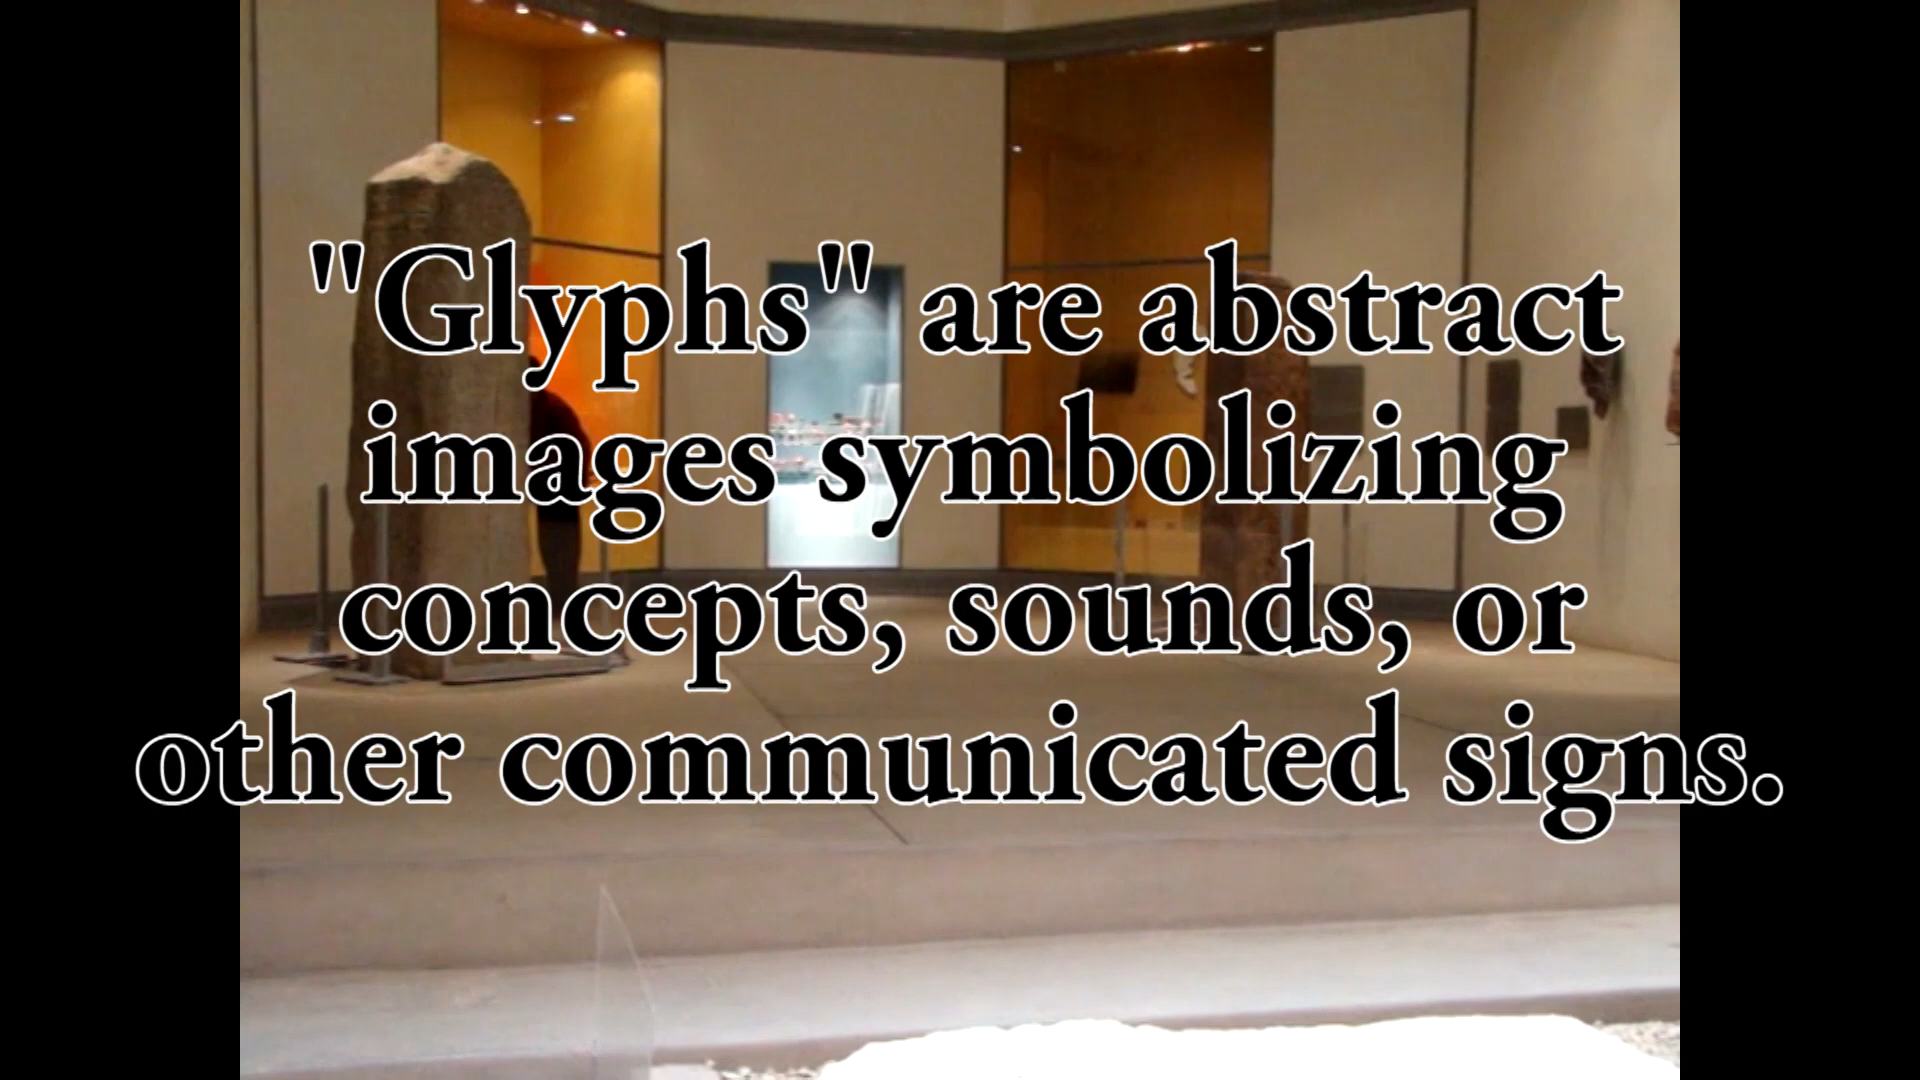 "Glyphs" are abstract
images symbolizing
concepts, sounds, or
other communicated signs.